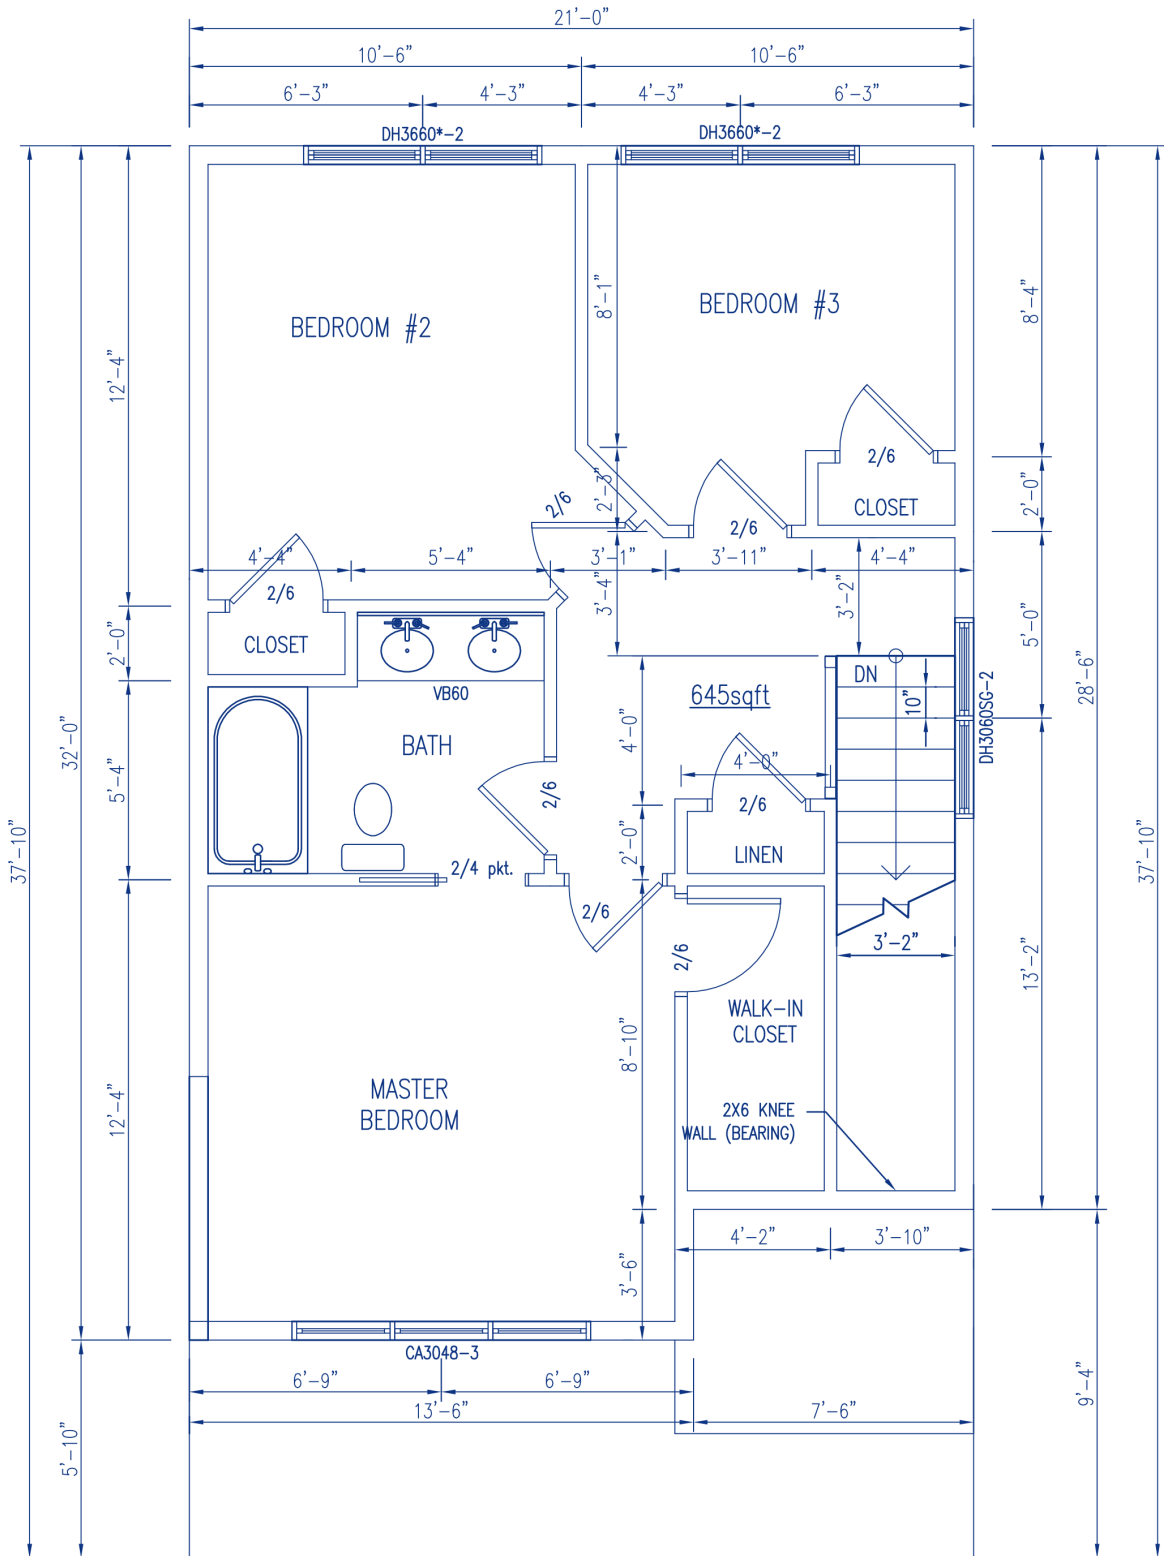 21'-0"
10'-6" 10'-6"
6'-3" 4'-3" 4'-3" 6'-3"
DH3660*-2 DH3660*-2
37'-10"
32'-0"
12'-4"
8'-1"
8'-4"
28'-6"
37'-10"
BEDROOM #2
BEDROOM #3
2/6
CLOSET
2'-0"
2'-3"
2/6
2/6
4'-4" 5'-4" 3'-1" 3'-11" 4'-4"
2/6
3'-4"
3'-2"
5'-0"
2'-0"
CLOSET
VB60
645sqft
DN
10"
DH3060SG-2
BATH
4'-0"
4'-0"
5'-4"
2/6
2/6
2'-0"
LINEN
2/4 pkt.
2/6
2/6
3'-2"
13'-2"
WALK-IN
CLOSET
8'-10"
12'-4"
MASTER
BEDROOM
2X6 KNEE
WALL (BEARING)
4'-2" 3'-10"
3'-6"
CA3048-3
6'-9" 6'-9"
13'-6" 7'-6"
5'-10"
9'-4"